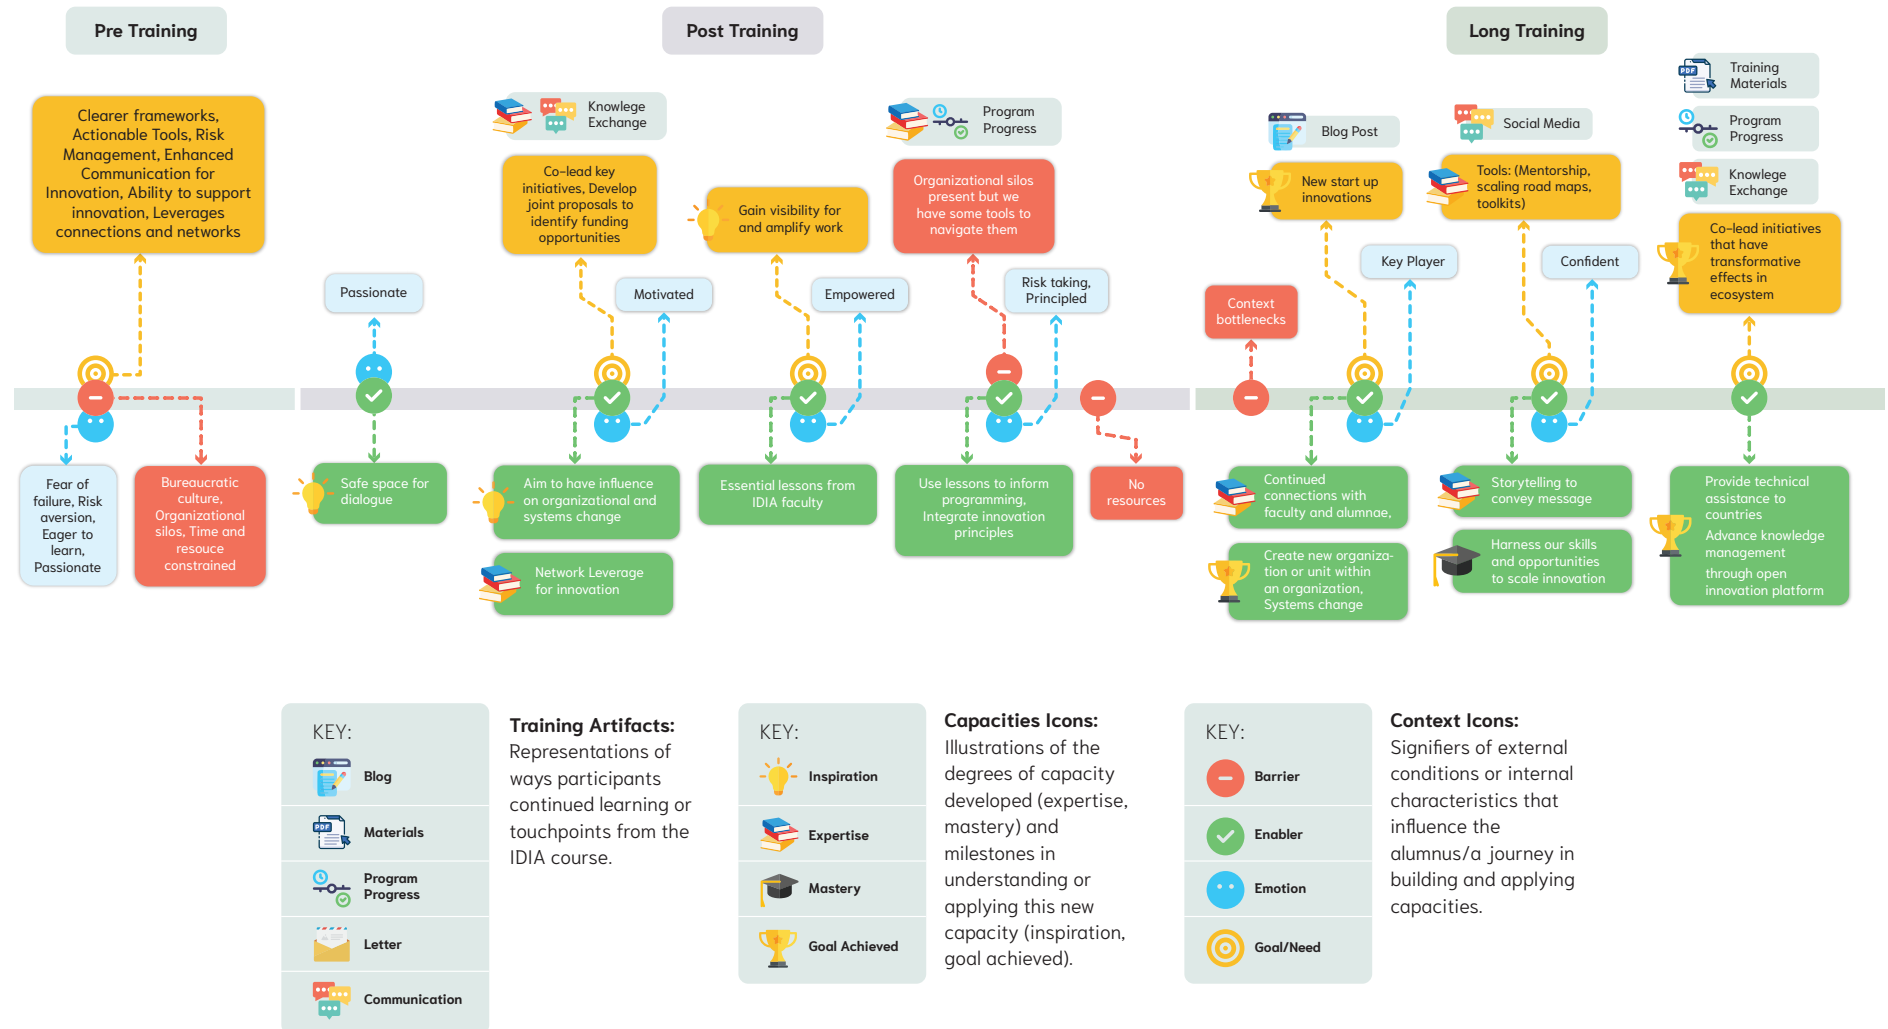 Pre Training
Post Training
Long Training
Clearer frameworks,
Actionable Tools, Risk
Management, Enhanced
Communication for
Innovation, Ability to support
innovation, Leverages
connections and networks
Fear of
failure, Risk
aversion,
Eager to
learn,
Passionate
Bureaucratic
culture,
Organizational
silos, Time and
resouce
constrained
Passionate
Safe space for
dialogue
Knowlege
Exchange
Co-lead key
initiatives, Develop
joint proposals to
identify funding
opportunities
Motivated
Aim to have influence
on organizational and
systems change
Network Leverage
for innovation
Gain visibility for
and amplify work
Empowered
Essential lessons from
IDIA faculty
Program
Progress
Organizational silos
present but we
have some tools to
navigate them
Risk taking,
Principled
Use lessons to inform
programming,
Integrate innovation
principles
No
resources
Context
bottlenecks
Blog Post
New start up
innovations
Key Player
Continued
connections with
faculty and alumnae,
Create new organiza-
tion or unit within
an organization,
Systems change
Social Media
Tools: (Mentorship,
scaling road maps,
toolkits)
Confident
Storytelling to
convey message
Harness our skills
and opportunities
to scale innovation
PDF
Training
Materials
Program
Progress
Knowlege
Exchange
Co-lead initiatives
that have
transformative
effects in
ecosystem
Provide technical
assistance to
countries
Advance knowledge
management
through open
innovation platform
KEY:
Blog
PDF
Materials
Program
Progress
Letter
Communication
Training Artifacts:
Representations of
ways participants
continued learning or
touchpoints from the
IDIA course.
KEY:
Inspiration
Expertise
Mastery
Goal Achieved
Capacities Icons:
Illustrations of the
degrees of capacity
developed (expertise,
mastery) and
milestones in
understanding or
applying this new
capacity (inspiration,
goal achieved).
KEY:
Barrier
Enabler
Emotion
Goal/Need
Context Icons:
Signifiers of external
conditions or internal
characteristics that
influence the
alumnus/a journey in
building and applying
capacities.